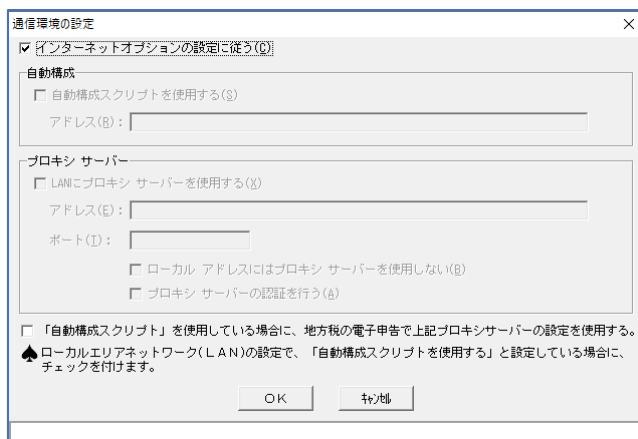 通信環境の設定
インターネットオプションの設定に従う(C)
自動構成
自動構成スクリプトを使用する(S)
アドレス(R):
プロキシ サーバー
LANにプロキシ サーバーを使用する(X)
アドレス(E):
ポート(T):
ローカル アドレスにはプロキシ サーバーを使用しない(B)
プロキシ サーバーの認証を行う(A)
「自動構成スクリプト」を使用している場合に、地方税の電子申告で上記プロキシサーバーの設定を使用する。
♠ローカルエリアネットワーク(LAN)の設定で、「自動構成スクリプトを使用する」と設定している場合に、
チェックを付けます。
OK
キャンセル